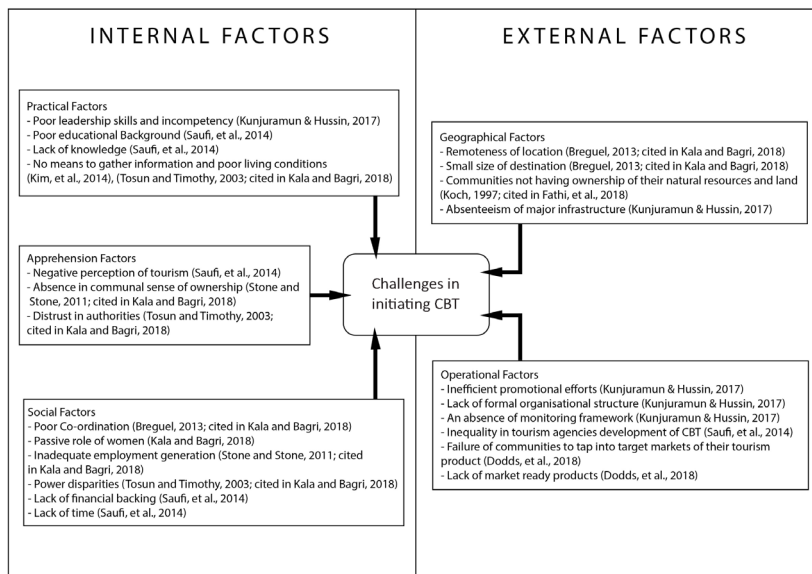 INTERNAL FACTORS
Practical Factors
- Poor leadership skills and incompetency (Kunjuramun & Hussin, 2017)
- Poor educational Background (Saufi, et al., 2014)
- Lack of knowledge (Saufi, et al., 2014)
- No means to gather information and poor living conditions
(Kim, et al., 2014), (Tosun and Timothy, 2003; cited in Kala and Bagri, 2018)
Apprehension Factors
- Negative perception of tourism (Saufi, et al., 2014)
- Absence in communal sense of ownership (Stone and
Stone, 2011; cited in Kala and Bagri, 2018)
- Distrust in authorities (Tosun and Timothy, 2003;
cited in Kala and Bagri, 2018)
Social Factors
- Poor Co-ordination (Breguel, 2013; cited in Kala and Bagri, 2018)
- Passive role of women (Kala and Bagri, 2018)
- Inadequate employment generation (Stone and Stone, 2011; cited
in Kala and Bagri, 2018)
- Power disparities (Tosun and Timothy, 2003; cited in Kala and Bagri, 2018)
- Lack of financial backing (Saufi, et al., 2014)
- Lack of time (Saufi, et al., 2014)
Challenges in
initiating CBT
EXTERNAL FACTORS
Geographical Factors
- Remoteness of location (Breguel, 2013; cited in Kala and Bagri, 2018)
- Small size of destination (Breguel, 2013; cited in Kala and Bagri, 2018)
- Communities not having ownership of their natural resources and land
(Koch, 1997; cited in Fathi, et al., 2018)
- Absenteeism of major infrastructure (Kunjuramun & Hussin, 2017)
Operational Factors
- Inefficient promotional efforts (Kunjuramun & Hussin, 2017)
- Lack of formal organisational structure (Kunjuramun & Hussin, 2017)
- An absence of monitoring framework (Kunjuramun & Hussin, 2017)
- Inequality in tourism agencies development of CBT (Saufi, et al., 2014)
- Failure of communities to tap into target markets of their tourism
product (Dodds, et al., 2018)
- Lack of market ready products (Dodds, et al., 2018)